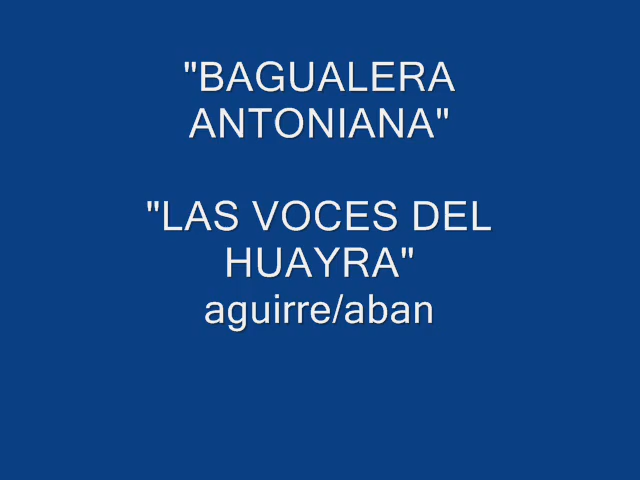 "BAGUALERA
ANTONIANA"
"LAS VOCES DEL
HUAYRA"
aguirre/aban